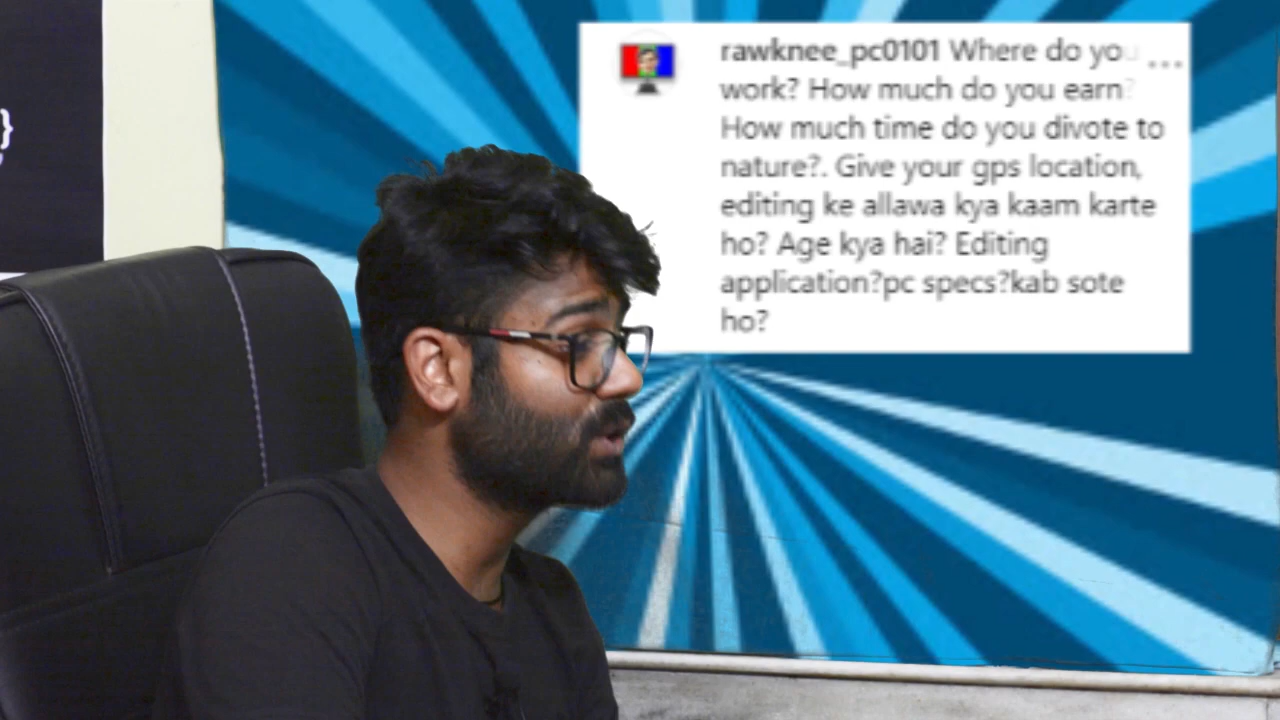 }
rawknee_pc0101 Where do you ...
work? How much do you earn?
How much time do you divote to
nature?. Give your gps location,
editing ke allawa kya kaam karte
ho? Age kya hai? Editing
application?pc specs?kab sote
ho?